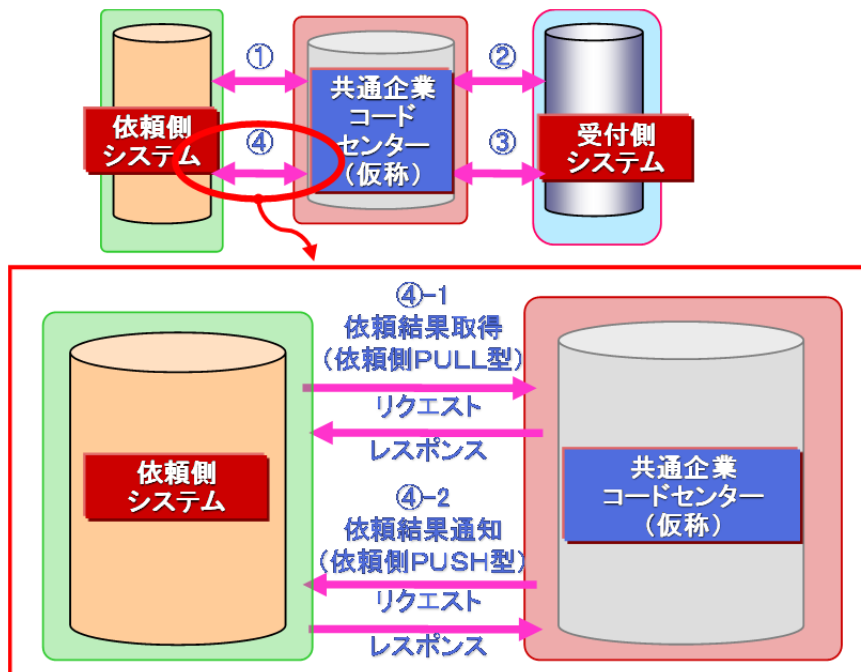 ①
②
共通企業
コード
センター
(仮称)
依頼側
システム
受付側
システム
④
③
④-1
依頼結果取得
(依頼側PULL型)
リクエスト
レスポンス
依頼側
システム
共通企業
コードセンター
(仮称)
④-2
依頼結果通知
(依頼側PUSH型)
リクエスト
レスポンス